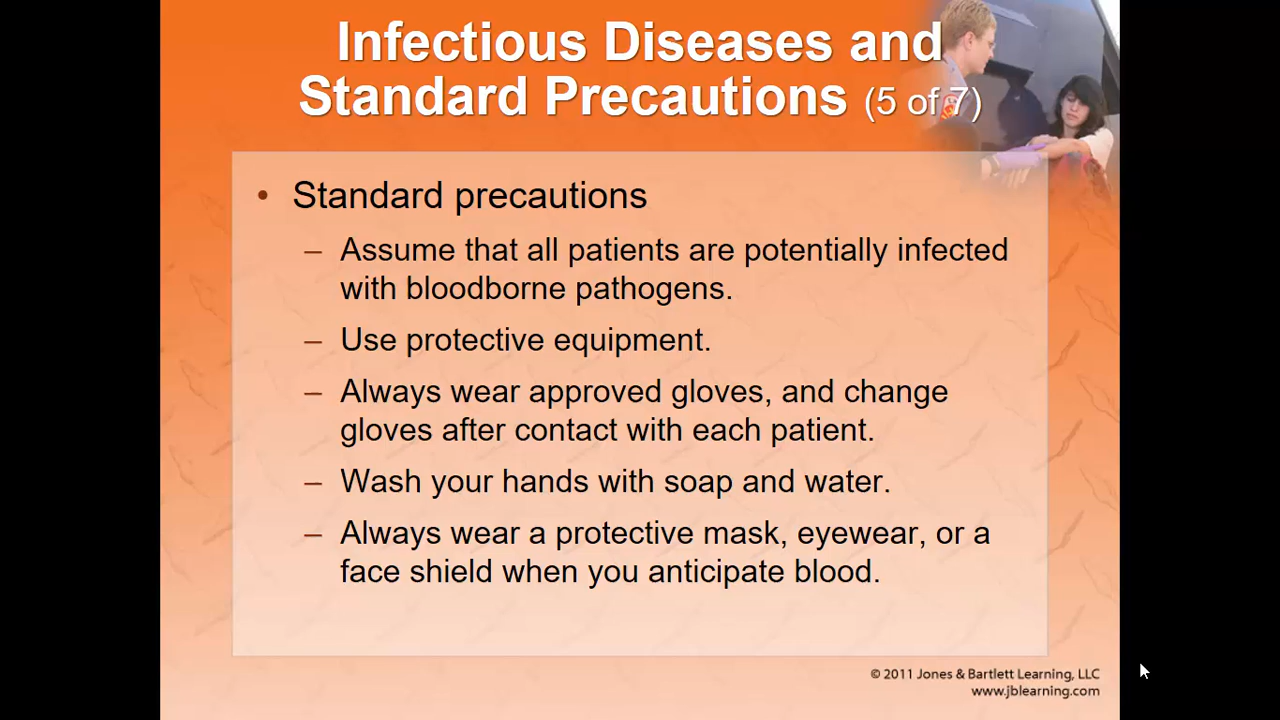 Infectious Diseases and
Standard Precautions (5 of 7)
• Standard precautions
– Assume that all patients are potentially infected
with bloodborne pathogens.
– Use protective equipment.
– Always wear approved gloves, and change
gloves after contact with each patient.
– Wash your hands with soap and water.
– Always wear a protective mask, eyewear, or a
face shield when you anticipate blood.
© 2011 Jones & Bartlett Learning, LLC
www.jblearning.com